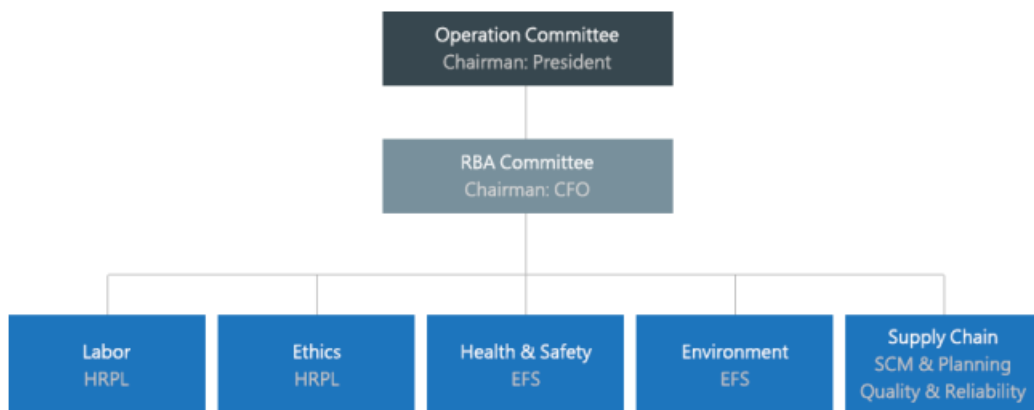 Operation Committee
Chairman: President
RBA Committee
Chairman: CFO
Labor
HRPL
Ethics
HRPL
Health & Safety
EFS
Environment
EFS
Supply Chain
SCM & Planning
Quality & Reliability